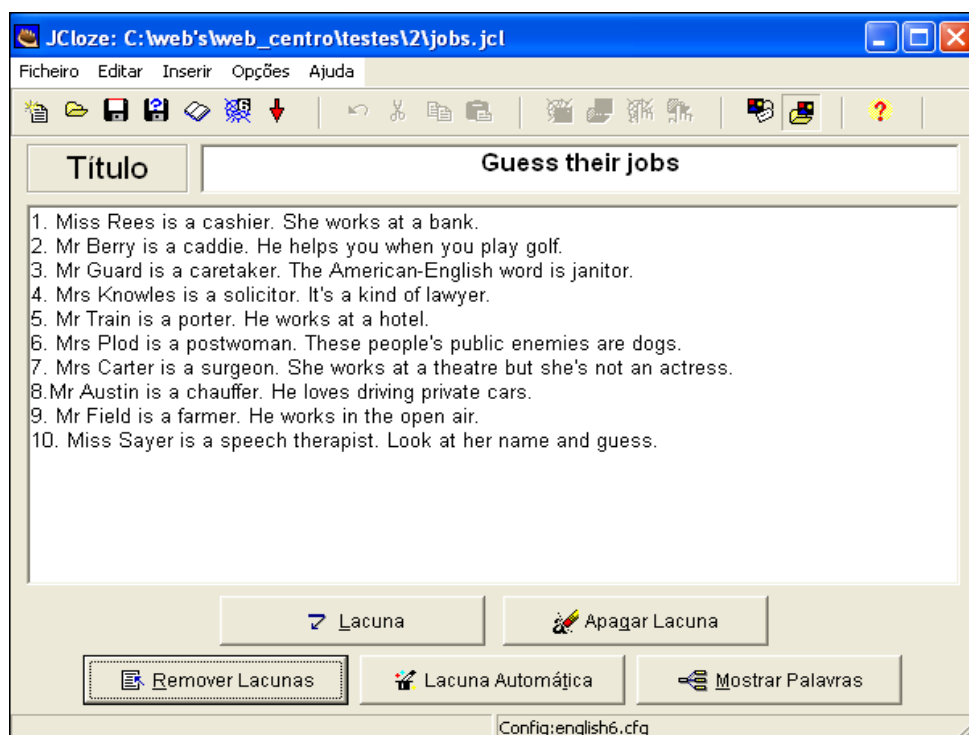 JCloze: C:\web's\web_centro\testes\2\jobs.jcl
Ficheiro Editar Inserir Opções Ajuda
Título
Guess their jobs
1. Miss Rees is a cashier. She works at a bank.
2. Mr Berry is a caddie. He helps you when you play golf.
3. Mr Guard is a caretaker. The American-English word is janitor.
4. Mrs Knowles is a solicitor. It's a kind of lawyer.
5. Mr Train is a porter. He works at a hotel.
6. Mrs Plod is a postwoman. These people's public enemies are dogs.
7. Mrs Carter is a surgeon. She works at a theatre but she's not an actress.
8.Mr Austin is a chauffer. He loves driving private cars.
9. Mr Field is a farmer. He works in the open air.
10. Miss Sayer is a speech therapist. Look at her name and guess.
Lacuna
Apagar Lacuna
Remover Lacunas
Lacuna Automática
Mostrar Palavras
Config:english6.cfg